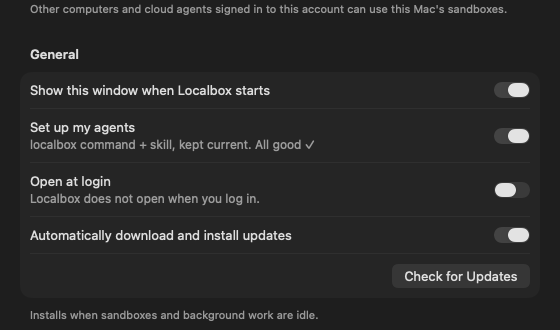 Other computers and cloud agents signed in to this account can use this Mac's sandboxes.
General
Show this window when Localbox starts
Set up my agents
localbox command + skill, kept current. All good ✓
Open at login
Localbox does not open when you log in.
Automatically download and install updates
Check for Updates
Installs when sandboxes and background work are idle.